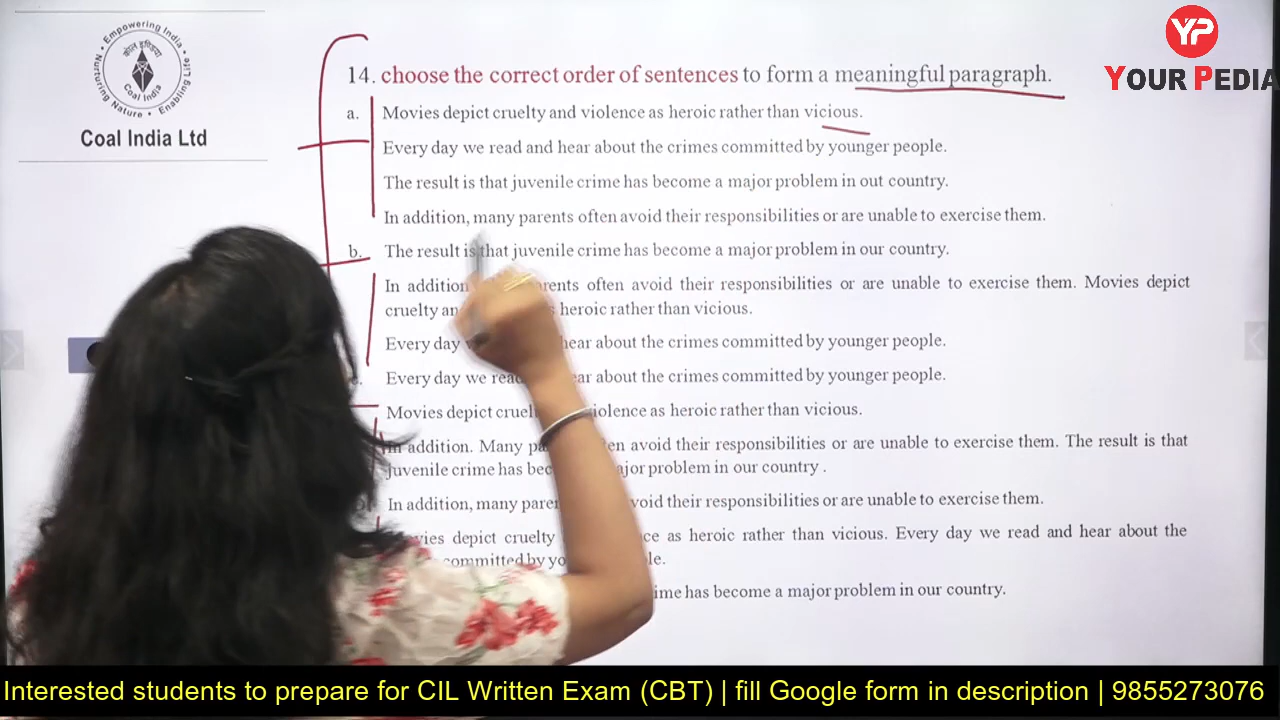 Empowering India • Enabling Life • Nurturing Nature •
कोल इण्डिया
Coal India
Coal India Ltd
YP
YOUR PEDIA
14. choose the correct order of sentences to form a meaningful paragraph.
a. Movies depict cruelty and violence as heroic rather than vicious.
Every day we read and hear about the crimes committed by younger people.
The result is that juvenile crime has become a major problem in out country.
In addition, many parents often avoid their responsibilities or are unable to exercise them.
b. The result is that juvenile crime has become a major problem in our country.
In addition rents often avoid their responsibilities or are unable to exercise them. Movies depict
cruelty an heroic rather than vicious.
Every day hear about the crimes committed by younger people.
Every day we read ar about the crimes committed by younger people.
Movies depict cruel iolence as heroic rather than vicious.
In addition. Many pa en avoid their responsibilities or are unable to exercise them. The result is that
juvenile crime has bec ajor problem in our country .
In addition, many paren void their responsibilities or are unable to exercise them.
vies depict cruelty ce as heroic rather than vicious. Every day we read and hear about the
committed by yo le.
ime has become a major problem in our country.
Interested students to prepare for CIL Written Exam (CBT) | fill Google form in description | 9855273076